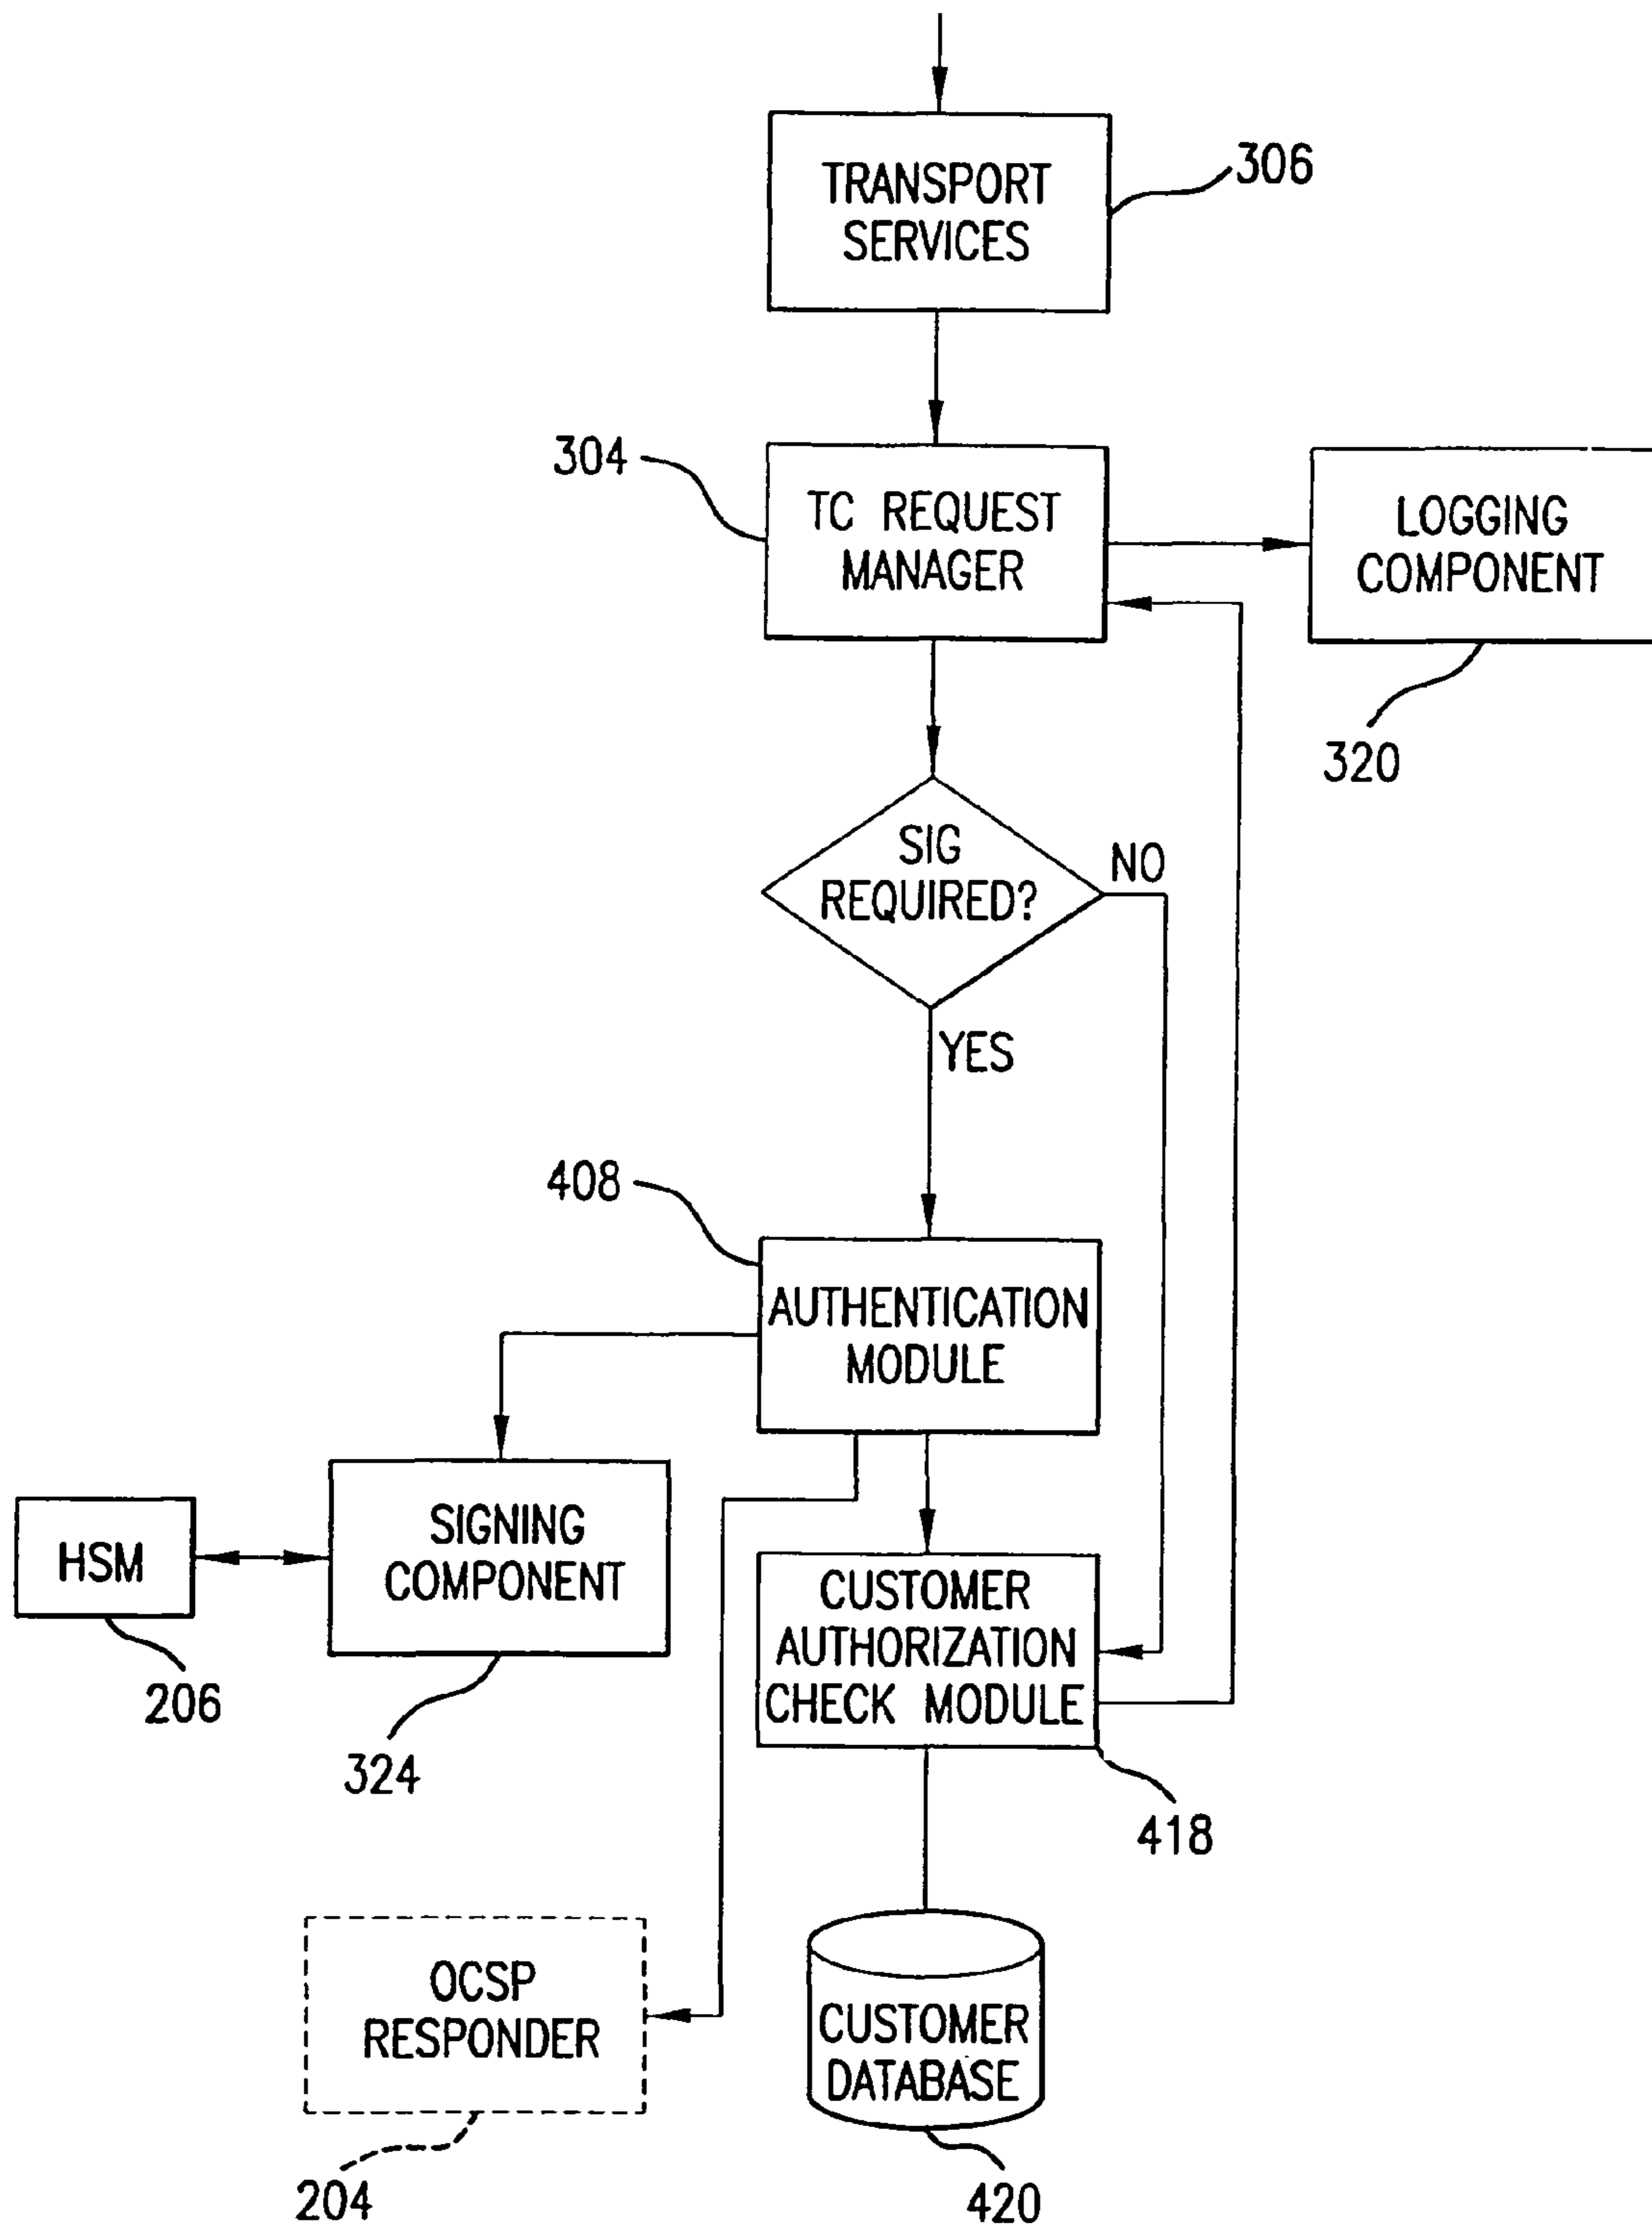 TRANSPORT
SERVICES
306
304
TC REQUEST
MANAGER
LOGGING
COMPONENT
320
SIG
REQUIRED?
NO
YES
408
AUTHENTICATION
MODULE
HSM
206
SIGNING
COMPONENT
324
CUSTOMER
AUTHORIZATION
CHECK MODULE
418
OCSP
RESPONDER
204
CUSTOMER
DATABASE
420